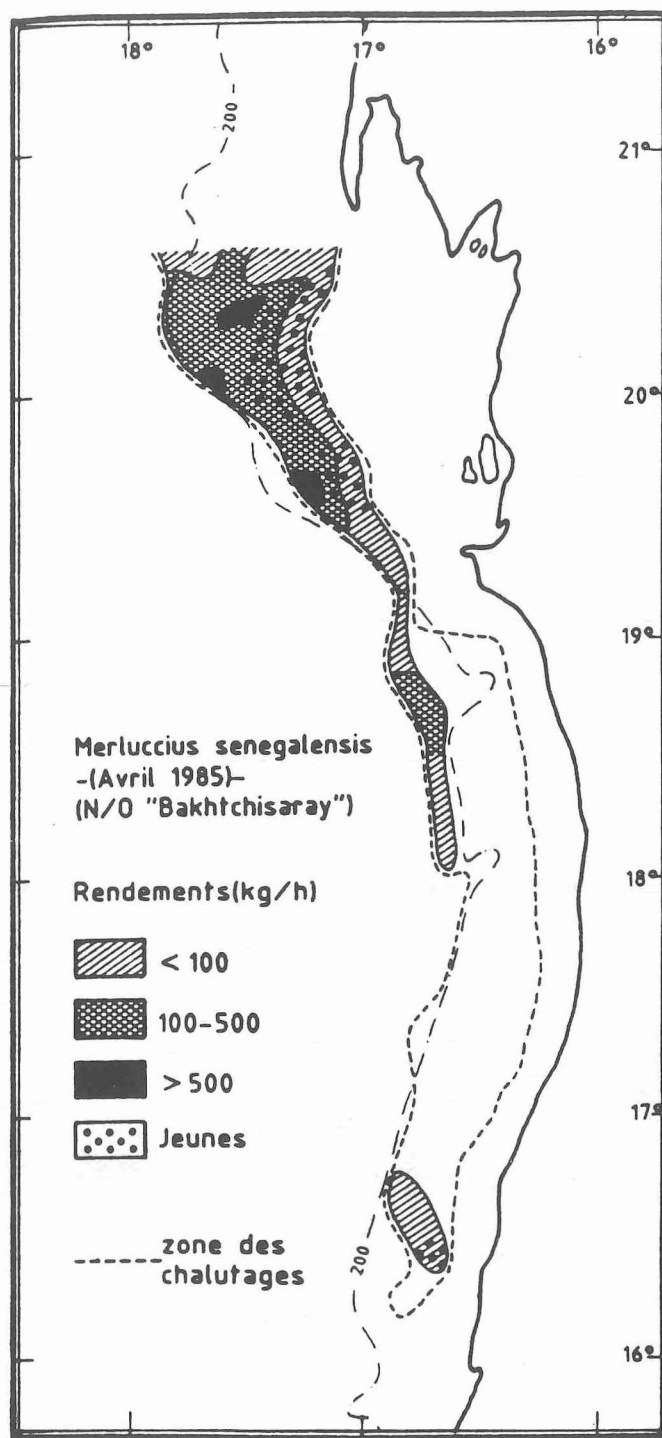 18° 17° 16°
200
21°
20°
19°
Merluccius senegalensis
-(Avril 1985)-
(N/O "Bakhtchisaray")
Rendements(kg/h)
18°
< 100
100-500
> 500
17°
Jeunes
zone des
chalutages
200
16°